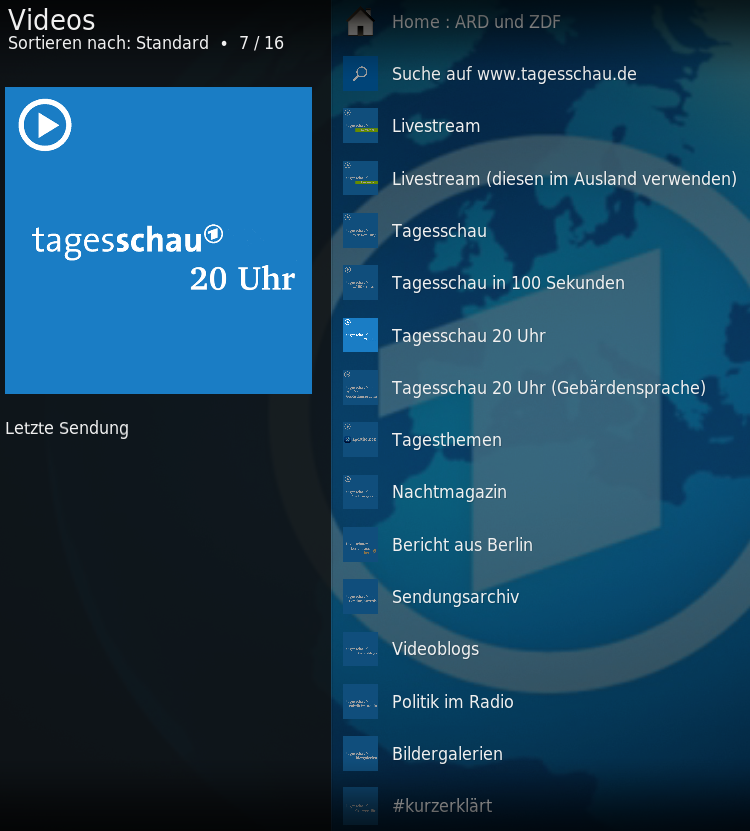 Videos
Sortieren nach: Standard • 7 / 16
tagesschau
20 Uhr
Letzte Sendung
Home : ARD und ZDF
Suche auf www.tagesschau.de
Livestream
Livestream (diesen im Ausland verwenden)
Tagesschau
Tagesschau in 100 Sekunden
Tagesschau 20 Uhr
Tagesschau 20 Uhr (Gebärdensprache)
Tagesthemen
Nachtmagazin
Bericht aus Berlin
Sendungsarchiv
Videoblogs
Politik im Radio
Bildergalerien
#kurzerklärt